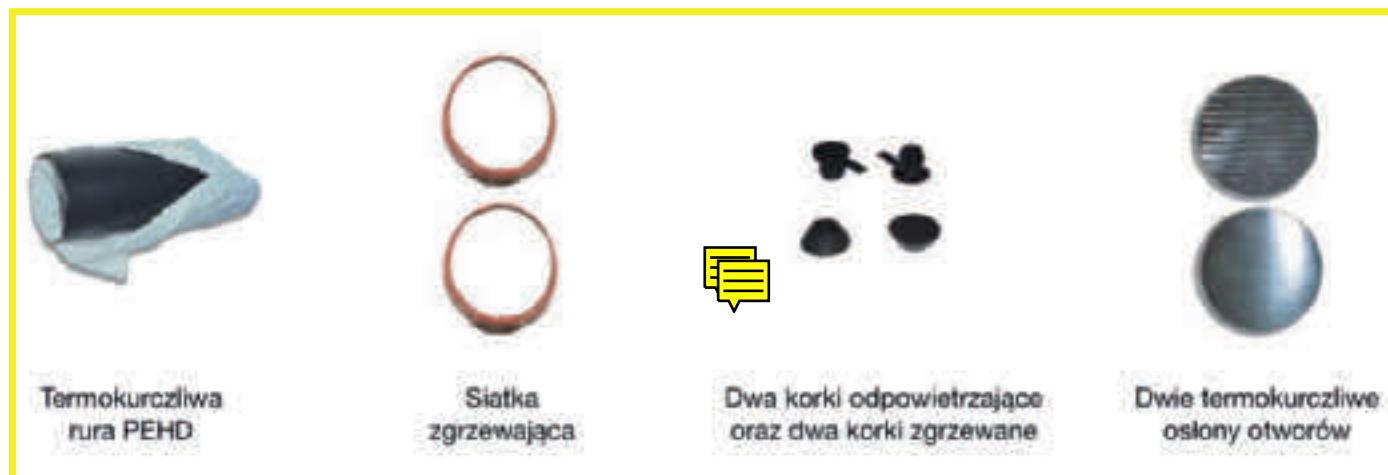 Termokurczliwa
rura PEHD
Siatka
zgrzewająca
Dwa korki odpowietrzające
oraz dwa korki zgrzewane
Dwie termokurczliwe
osłony otworów